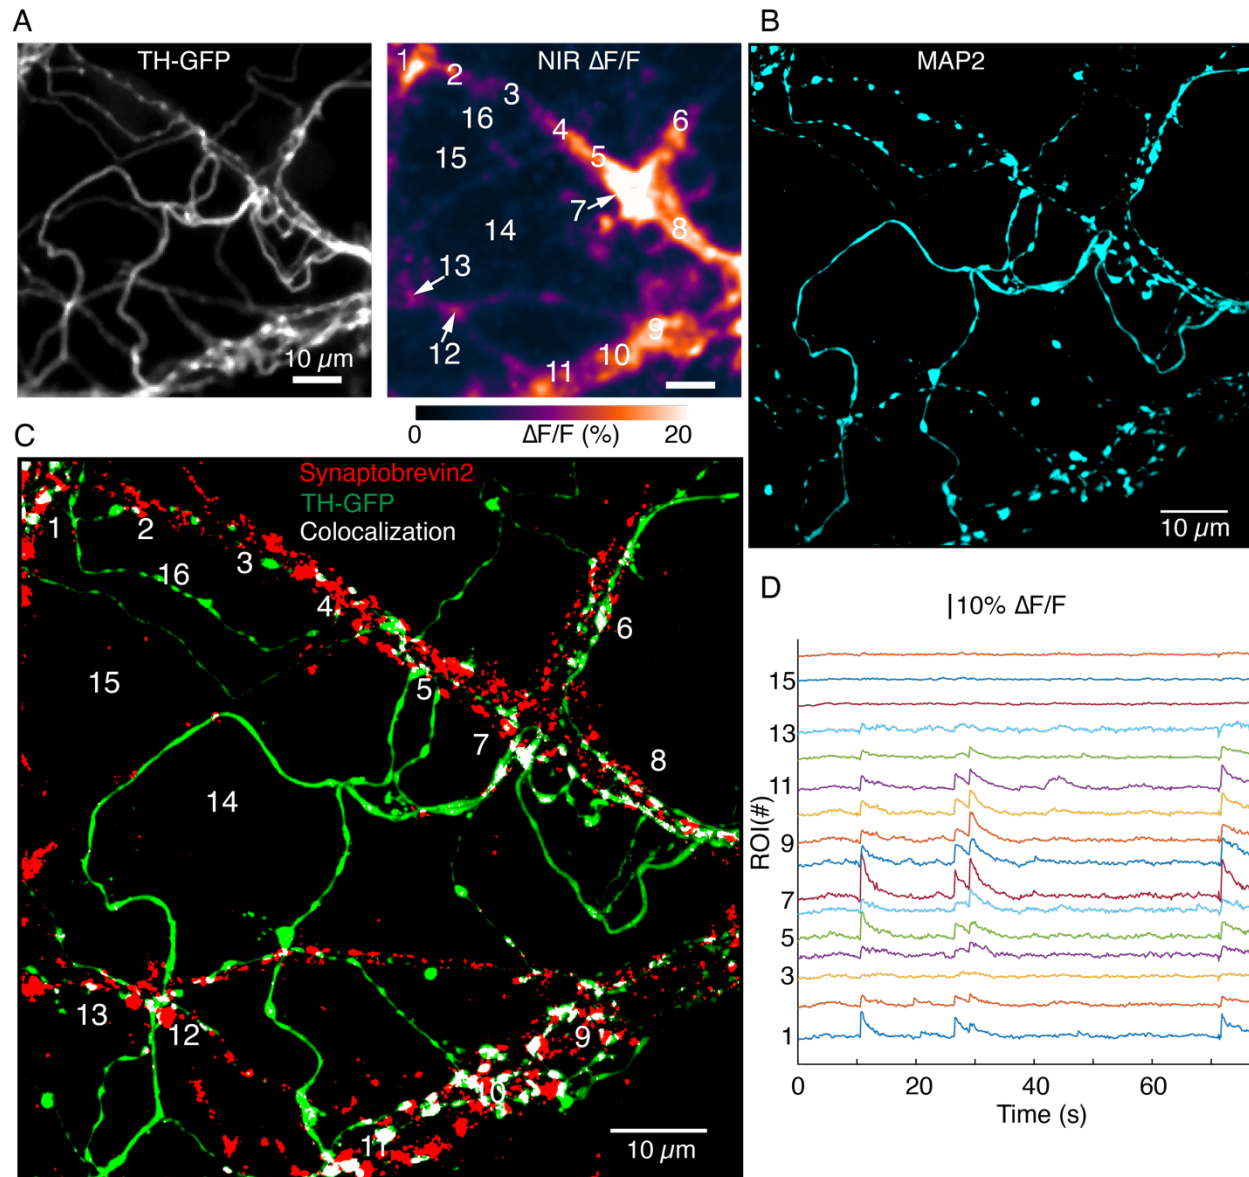 A
TH-GFP
10 µm
NIR ΔF/F
1
2
3
16
4
6
15
5
7
14
8
13
12
9
10
11
0
ΔF/F (%)
20
B
MAP2
10 µm
C
Synaptobrevin2
TH-GFP
Colocalization
1
2
3
16
4
6
15
5
7
8
14
13
12
9
10
11
10 µm
D
10% ΔF/F
15
13
11
9
7
5
3
1
ROI(#)
0
20
40
60
Time (s)